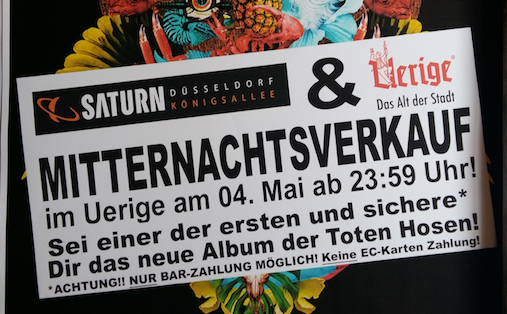 SATURN DÜSSELDORF KÖNIGSALLEE & Uerige®
Das Alt der Stadt
MITTERNACHTSVERKAUF
im Uerige am 04. Mai ab 23:59 Uhr!
Sei einer der ersten und sichere*
Dir das neue Album der Toten Hosen!
*ACHTUNG!! NUR BAR-ZAHLUNG MÖGLICH! Keine EC-Karten Zahlung!